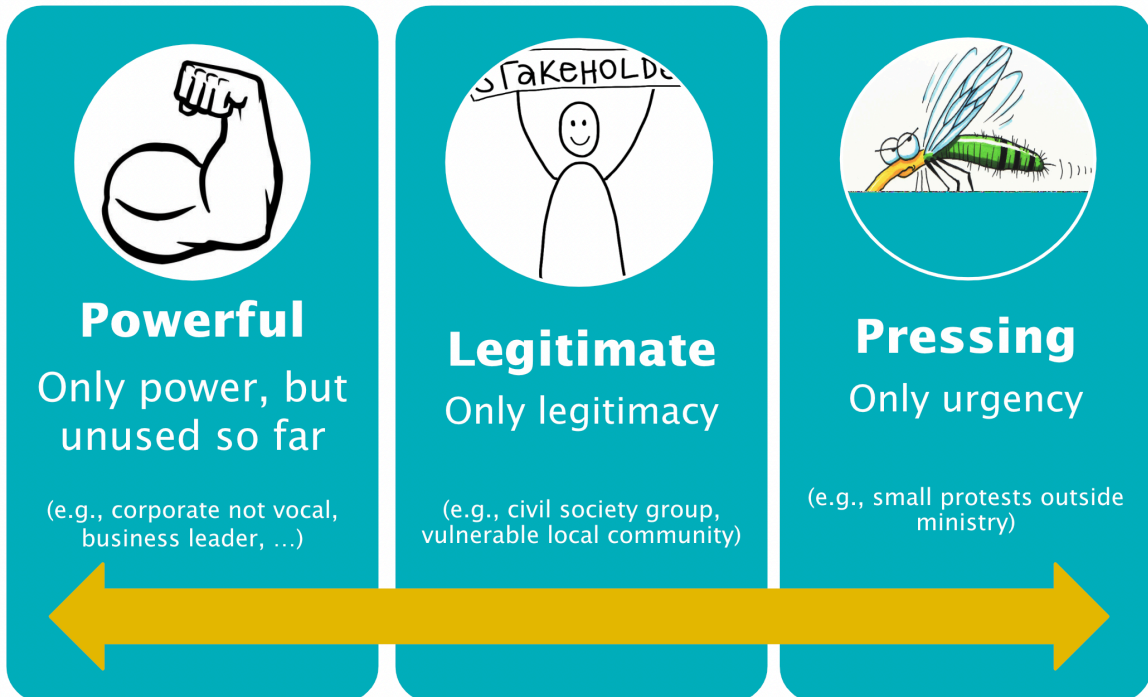 Powerful
Only power, but
unused so far
(e.g., corporate not vocal,
business leader, ...)
STaKeHOLDe
Legitimate
Only legitimacy
(e.g., civil society group,
vulnerable local community)
Pressing
Only urgency
(e.g., small protests outside
ministry)